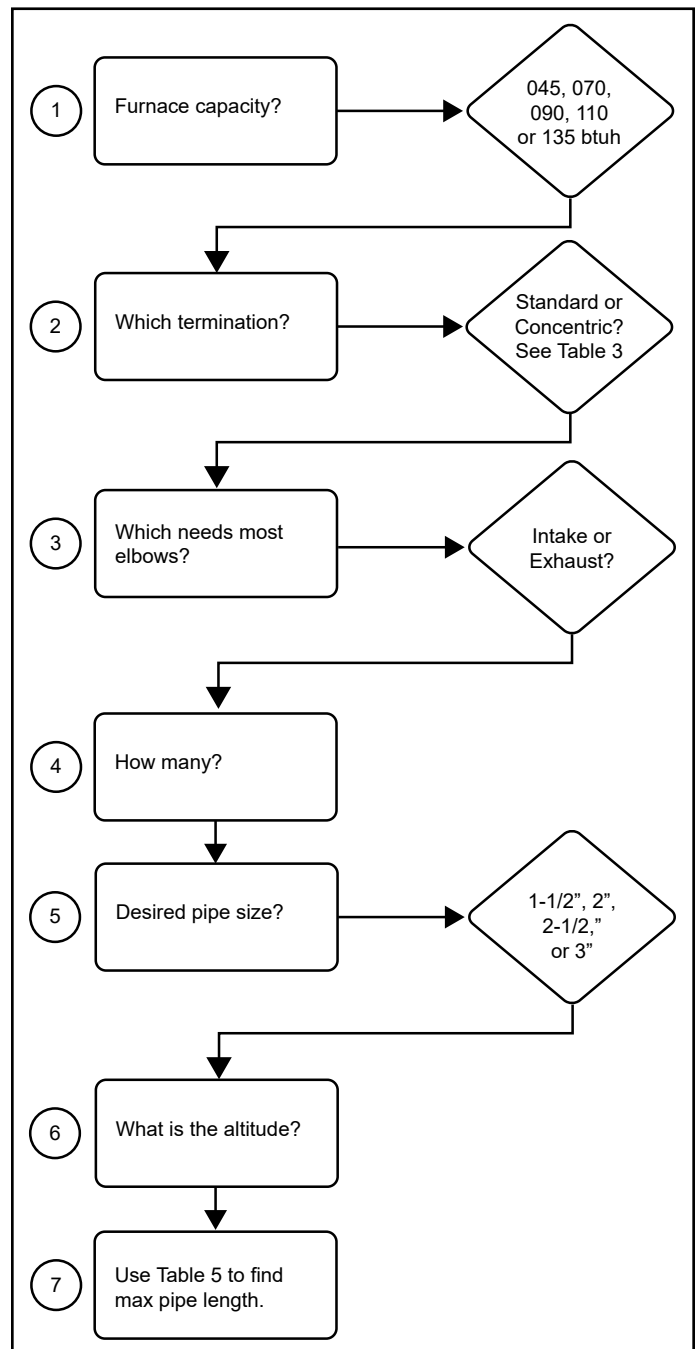 1
Furnace capacity?
045, 070,
090, 110
or 135 btuh
2
Which termination?
Standard or
Concentric?
See Table 3
3
Which needs most
elbows?
Intake or
Exhaust?
4
How many?
5
Desired pipe size?
1-1/2”, 2”,
2-1/2,”
or 3”
6
What is the altitude?
7
Use Table 5 to find
max pipe length.